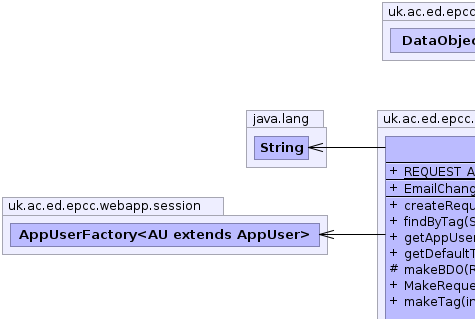 uk.ac.ed.epcc
DataObjec
java.lang
String
uk.ac.ed.epcc.
+ REQUEST_A
+ EmailChang
+ createRequ
+ findByTag(S
+ getAppUser
+ getDefaultT
# makeBDO(R
+ MakeReque
+ makeTag(in
uk.ac.ed.epcc.webapp.session
AppUserFactory<AU extends AppUser>